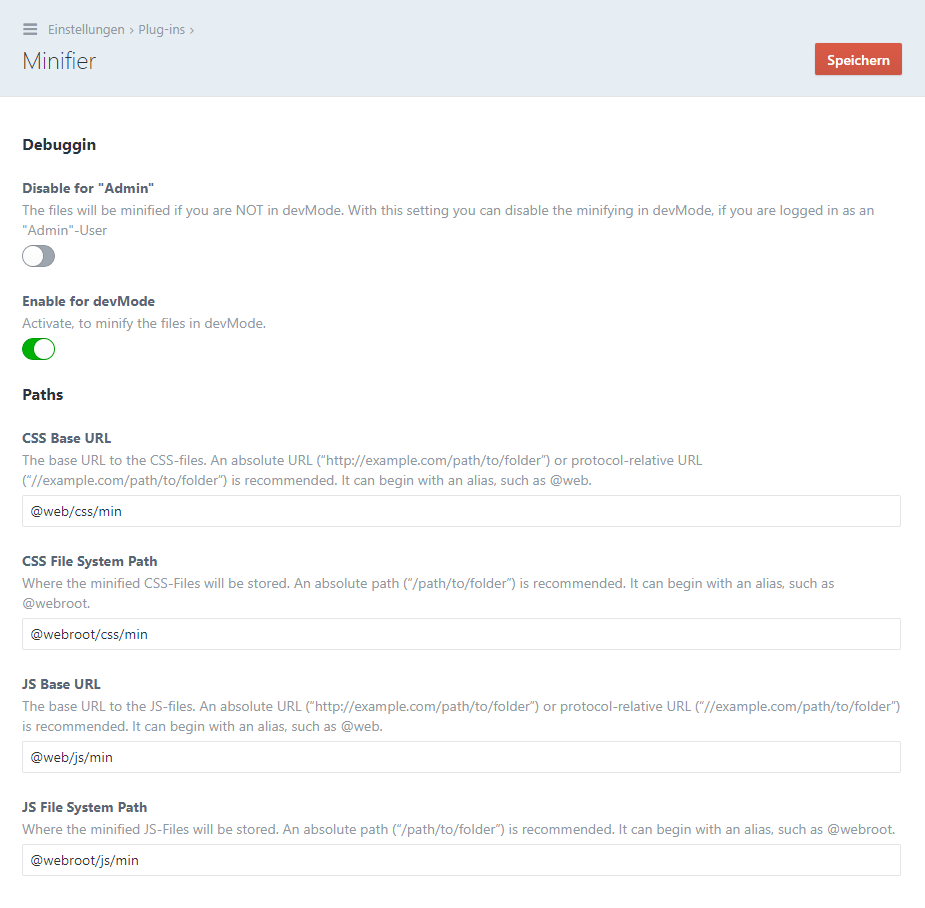 Einstellungen › Plug-ins ›
Minifier
Speichern
Debuggin
Disable for "Admin"
The files will be minified if you are NOT in devMode. With this setting you can disable the minifying in devMode, if you are logged in as an
"Admin"-User
Enable for devMode
Activate, to minify the files in devMode.
Paths
CSS Base URL
The base URL to the CSS-files. An absolute URL (“http://example.com/path/to/folder”) or protocol-relative URL
(“//example.com/path/to/folder”) is recommended. It can begin with an alias, such as @web.
@web/css/min
CSS File System Path
Where the minified CSS-Files will be stored. An absolute path (“/path/to/folder”) is recommended. It can begin with an alias, such as
@webroot.
@webroot/css/min
JS Base URL
The base URL to the JS-files. An absolute URL (“http://example.com/path/to/folder”) or protocol-relative URL (“//example.com/path/to/folder”)
is recommended. It can begin with an alias, such as @web.
@web/js/min
JS File System Path
Where the minified JS-Files will be stored. An absolute path (“/path/to/folder”) is recommended. It can begin with an alias, such as @webroot.
@webroot/js/min